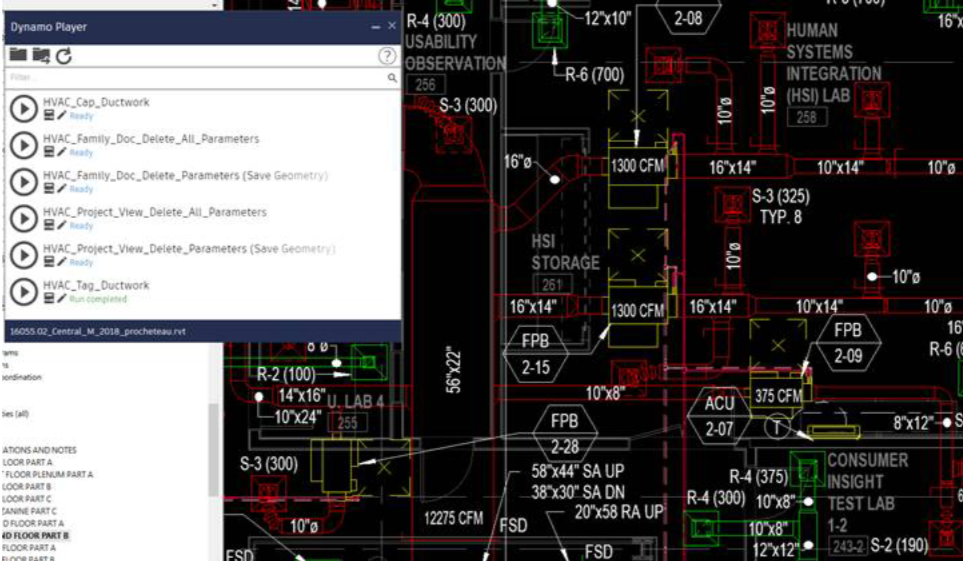 Dynamo Player
Filter...
HVAC_Cap_Ductwork
Ready
HVAC_Family_Doc_Delete_All_Parameters
Ready
HVAC_Family_Doc_Delete_Parameters (Save Geometry)
Ready
HVAC_Project_View_Delete_All_Parameters
Ready
HVAC_Project_View_Delete_Parameters (Save Geometry)
Ready
HVAC_Tag_Ductwork
Run completed
16055.02_Central_M_2018_procheteau.rvt
ATIONS AND NOTES
LOOR PART A
FLOOR PLENUM PART A
LOOR PART B
LOOR PART C
ZANINE PART C
D FLOOR PART A
ND FLOOR PART B
FLOOR PART A
FLOOR PART B
R-4 (300)
USABILITY
OBSERVATION
256
S-3 (300)
12"x10"
2-08
R-6 (700)
HUMAN
SYSTEMS
INTEGRATION
(HSI) LAB
258
16"ø
1300 CFM
10"ø
10"ø
16"x14"
10"x14"
10"ø
S-3 (325)
TYP. 8
10"ø
10"ø
HSI
STORAGE
261
16"x14"
1300 CFM
16"x14"
10"x14"
10"ø
FPB
2-15
FPB
2-09
R-2 (100)
14"x16"
10"x24"
U. LAB 4
255
56"x22"
10"x8"
375 CFM
ACU
2-07
T
8"x12"
FPB
2-28
S-3 (300)
58"x44" SA UP
38"x30" SA DN
20"x58 RA UP
R-4 (375)
R-4 (300)
10"x8"
CONSUMER
INSIGHT
TEST LAB
1-2
243-2
S-2 (190)
10"ø
12275 CFM
FSD
10"x8"
12"x12"
FSD
FSD